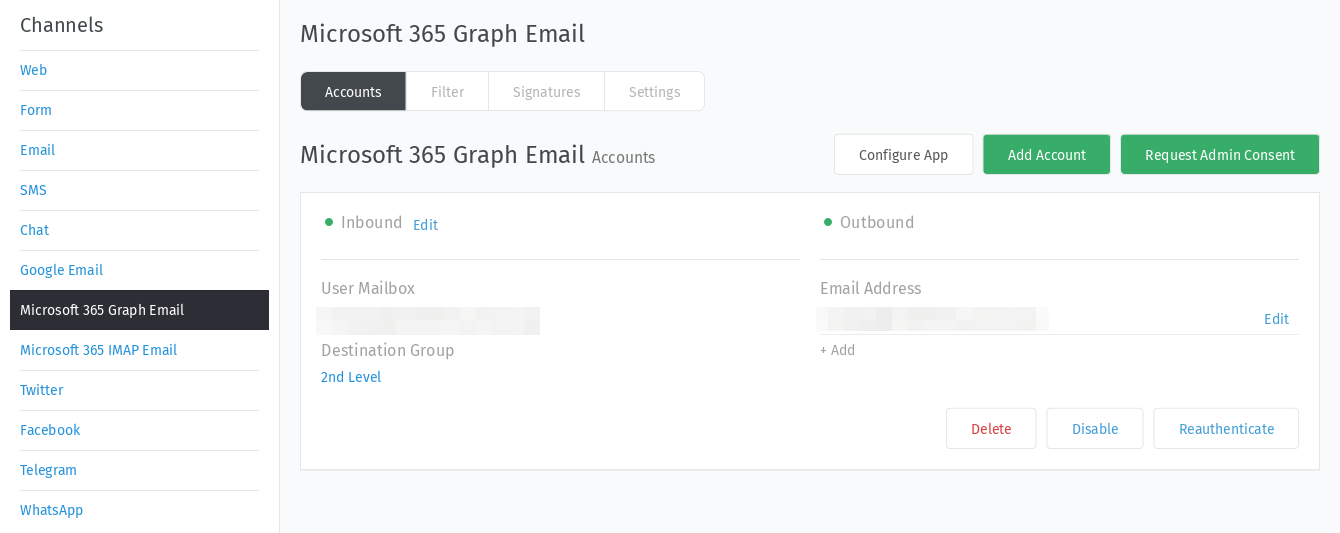 Channels
Web
Form
Email
SMS
Chat
Google Email
Microsoft 365 Graph Email
Microsoft 365 IMAP Email
Twitter
Facebook
Telegram
WhatsApp
Microsoft 365 Graph Email
Accounts Filter Signatures Settings
Microsoft 365 Graph Email Accounts Configure App Add Account Request Admin Consent
Inbound Edit
User Mailbox
Destination Group
2nd Level
Outbound
Email Address
Edit
+ Add
Delete Disable Reauthenticate